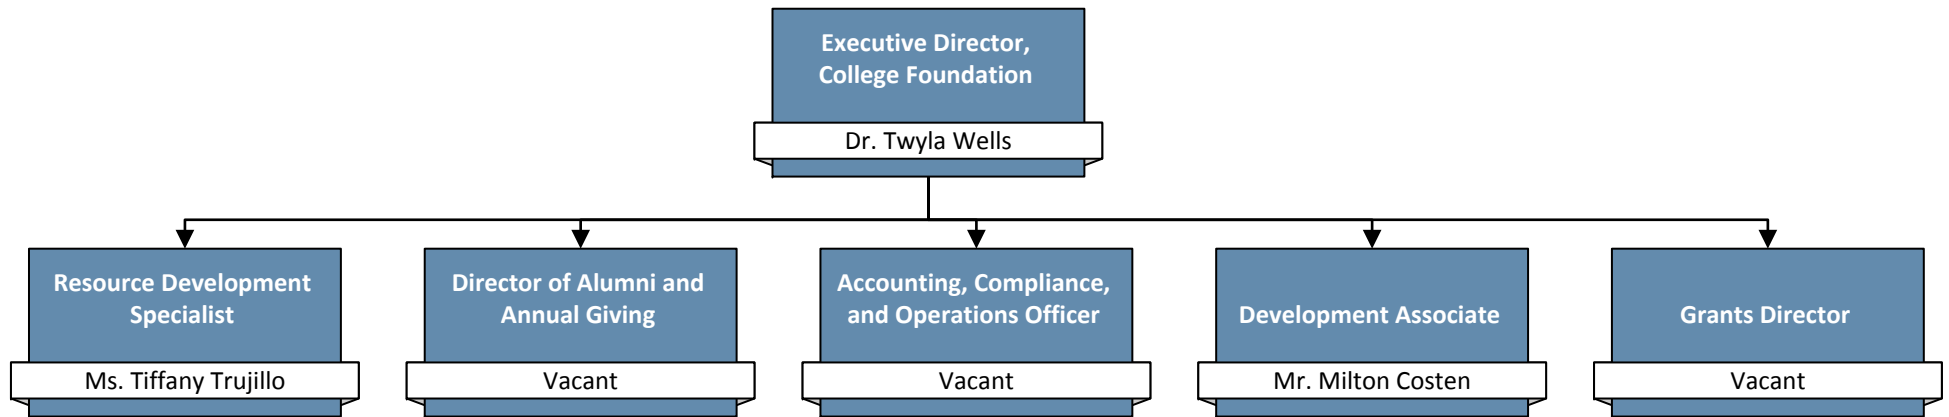 Executive Director,
College Foundation
Dr. Twyla Wells
Resource Development
Specialist
Ms. Tiffany Trujillo
Director of Alumni and
Annual Giving
Vacant
Accounting, Compliance,
and Operations Officer
Vacant
Development Associate
Mr. Milton Costen
Grants Director
Vacant